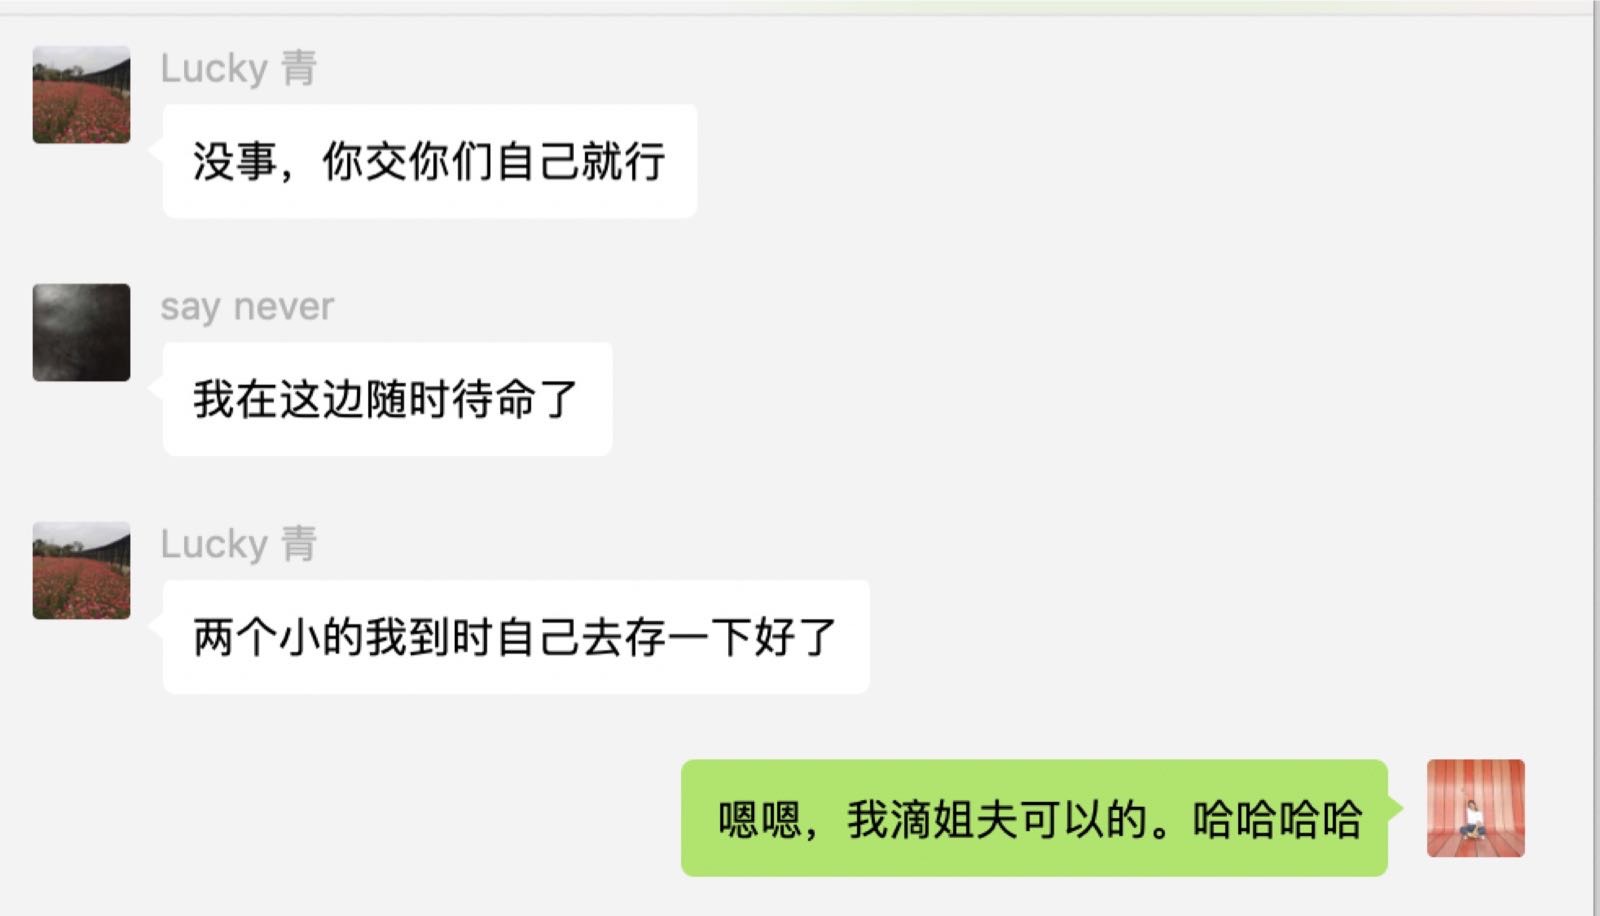 Lucky 青
没事，你交你们自己就行
say never
我在这边随时待命了
Lucky 青
两个小的我到时自己去存一下好了
嗯嗯，我滴姐夫可以的。哈哈哈哈